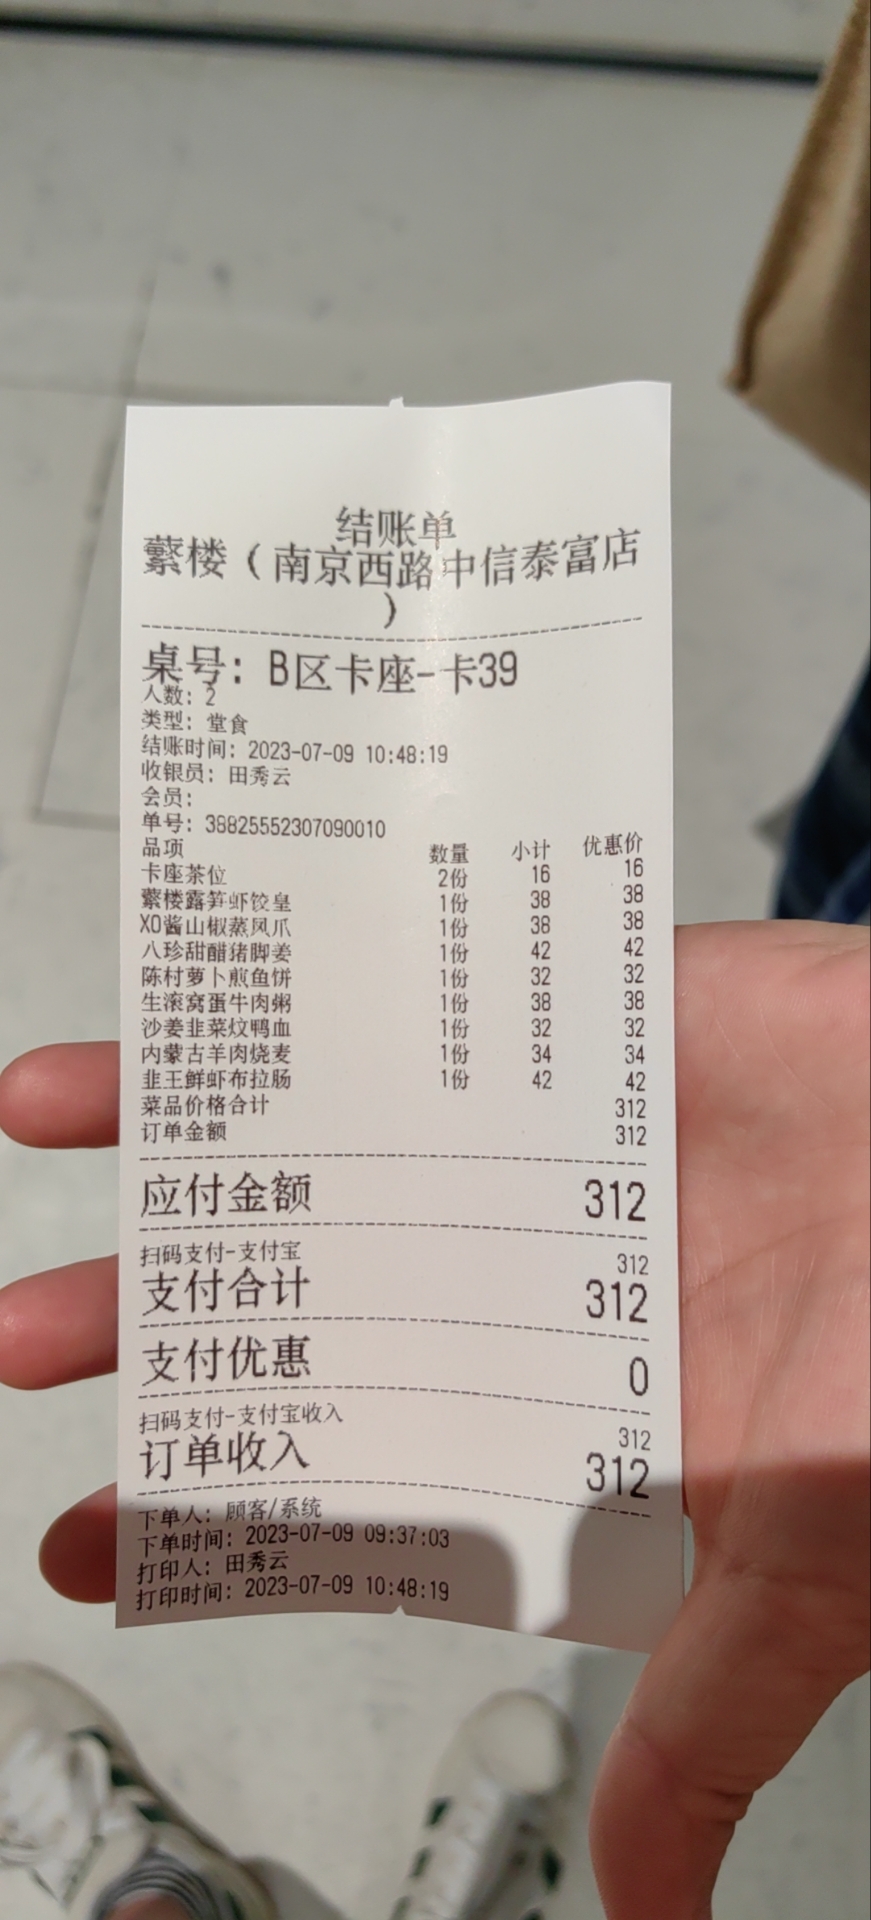 结账单
蘩楼（南京西路中信泰富店
）
桌号：B区卡座-卡39
人数：2
类型：堂食
结账时间：2023-07-09 10:48:19
收银员：田秀云
会员：
单号：38825552307090010
品项 数量 小计 优惠价
卡座茶位 2份 16 16
蘩楼露笋虾饺皇 1份 38 38
XO酱山椒蒸凤爪 1份 38 38
八珍甜醋猪脚姜 1份 42 42
陈村萝卜煎鱼饼 1份 32 32
生滚窝蛋牛肉粥 1份 38 38
沙姜韭菜炆鸭血 1份 32 32
内蒙古羊肉烧麦 1份 34 34
韭王鲜虾布拉肠 1份 42 42
菜品价格合计 312
订单金额 312
应付金额 312
扫码支付-支付宝 312
支付合计 312
支付优惠 0
扫码支付-支付宝收入 312
订单收入 312
下单人：顾客/系统
下单时间：2023-07-09 09:37:03
打印人：田秀云
打印时间：2023-07-09 10:48:19